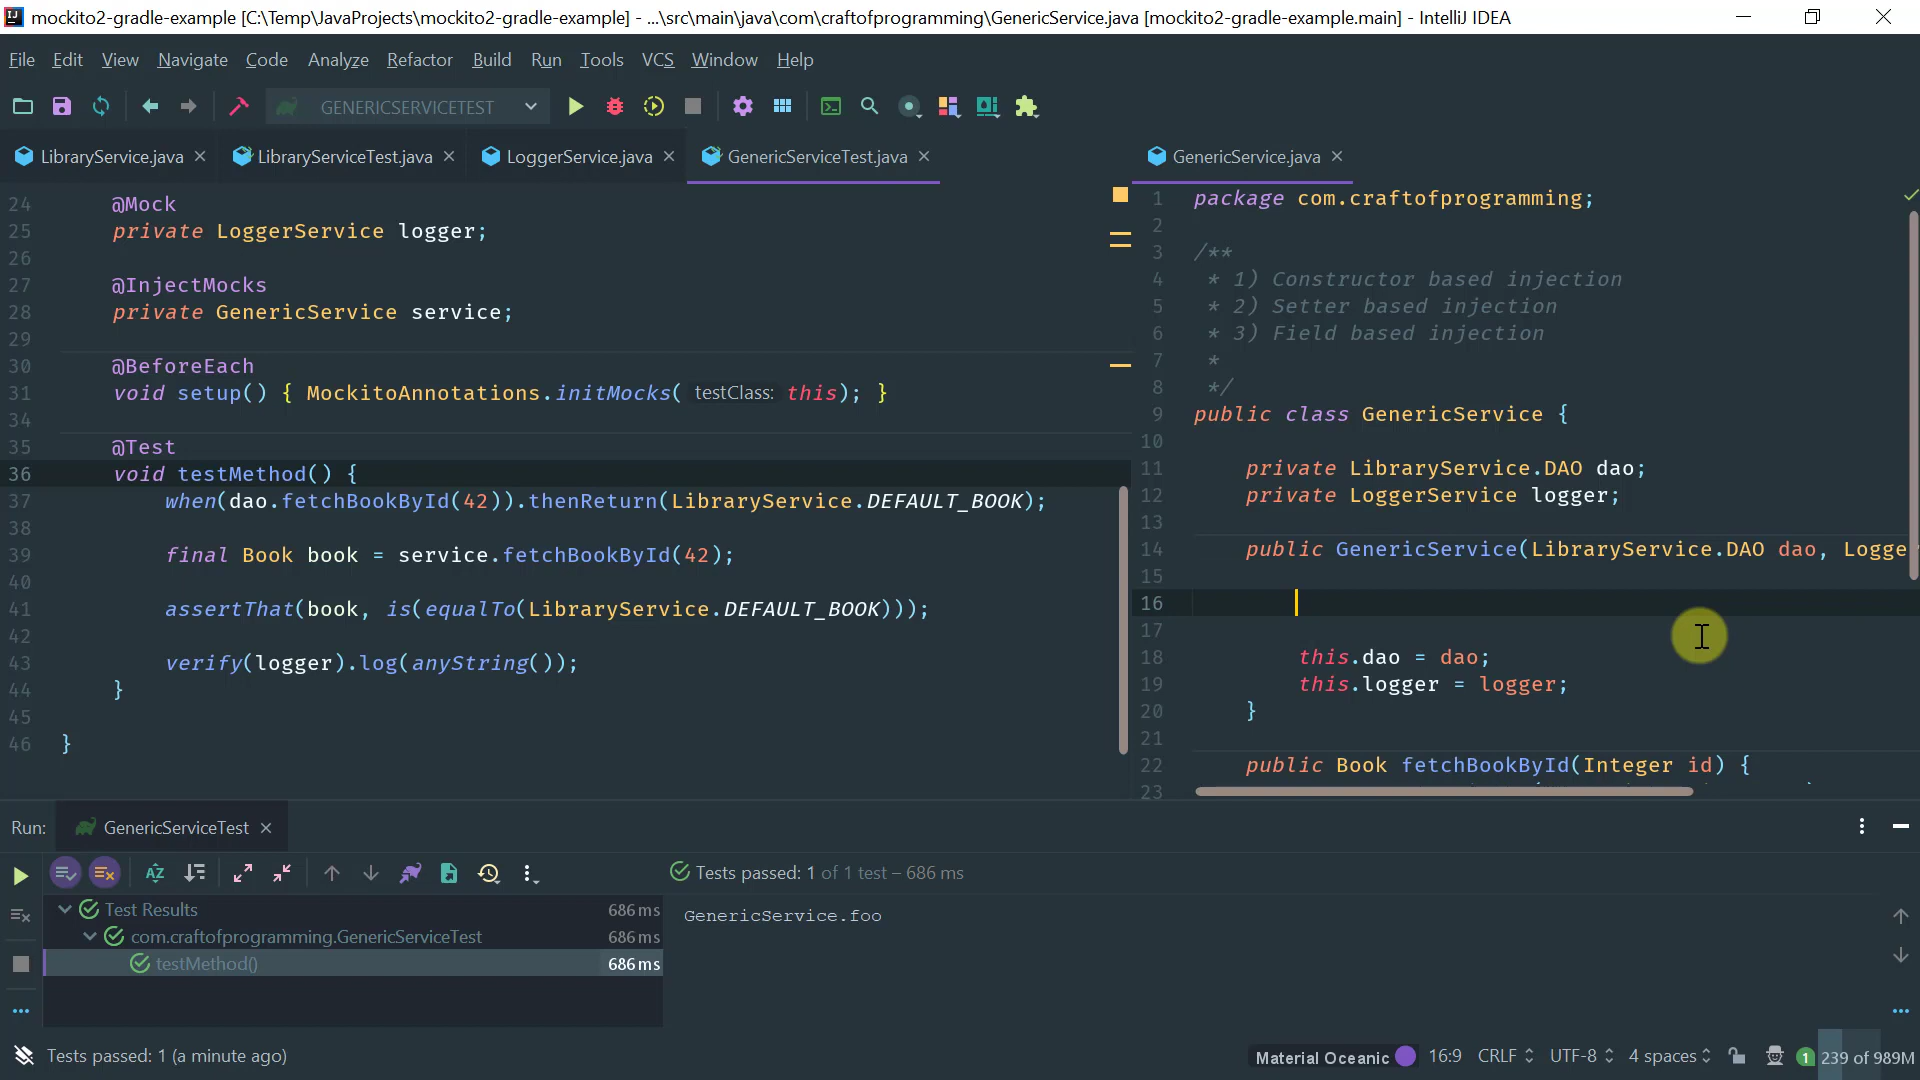 mockito2-gradle-example [C:\Temp\JavaProjects\mockito2-gradle-example] - ...\src\main\java\com\craftofprogramming\GenericService.java [mockito2-gradle-example.main] - IntelliJ IDEA
File Edit View Navigate Code Analyze Refactor Build Run Tools VCS Window Help
GENERICSERVICETEST
LibraryService.java LibraryServiceTest.java LoggerService.java GenericServiceTest.java
24 @Mock
25 private LoggerService logger;
26
27 @InjectMocks
28 private GenericService service;
29
30 @BeforeEach
31 void setup() { MockitoAnnotations.initMocks( testClass: this); }
34
35 @Test
36 void testMethod() {
37 when(dao.fetchBookById(42)).thenReturn(LibraryService.DEFAULT_BOOK);
38
39 final Book book = service.fetchBookById(42);
40
41 assertThat(book, is(equalTo(LibraryService.DEFAULT_BOOK)));
42
43 verify(logger).log(anyString());
44 }
45
46 }
GenericService.java
1 package com.craftofprogramming;
2
3 /**
4 * 1) Constructor based injection
5 * 2) Setter based injection
6 * 3) Field based injection
7 *
8 */
9 public class GenericService {
10
11 private LibraryService.DAO dao;
12 private LoggerService logger;
13
14 public GenericService(LibraryService.DAO dao, Logge
15
16
17
18 this.dao = dao;
19 this.logger = logger;
20 }
21
22 public Book fetchBookById(Integer id) {
23
Run: GenericServiceTest
Tests passed: 1 of 1 test – 686 ms
Test Results 686 ms
com.craftofprogramming.GenericServiceTest 686 ms
testMethod() 686 ms
GenericService.foo
Tests passed: 1 (a minute ago)
Material Oceanic 16:9 CRLF UTF-8 4 spaces 1 239 of 989M